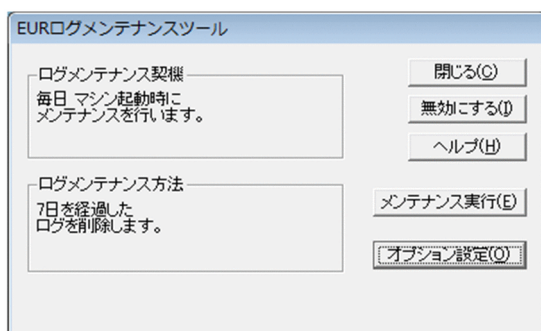 EURログメンテナンスツール
ログメンテナンス契機
毎日 マシン起動時に
メンテナンスを行います。
閉じる(C)
無効にする(I)
ヘルプ(H)
ログメンテナンス方法
7日を経過した
ログを削除します。
メンテナンス実行(E)
オプション設定(O)